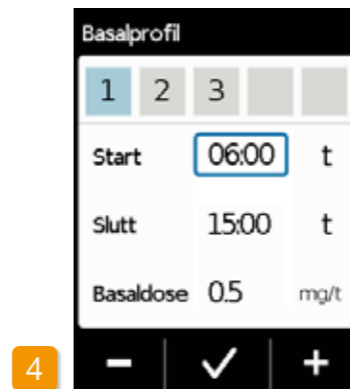 Basalprofil
1 2 3
Start 06:00 t
Slutt 15:00 t
Basaldose 0.5 mg/t
4 − ✓ +